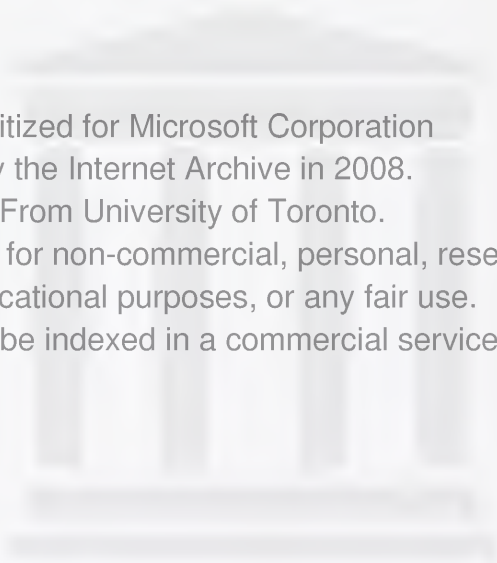 itized for Microsoft Corporation
the Internet Archive in 2008.
From University of Toronto.
for non-commercial, personal, rese
cational purposes, or any fair use.
be indexed in a commercial service